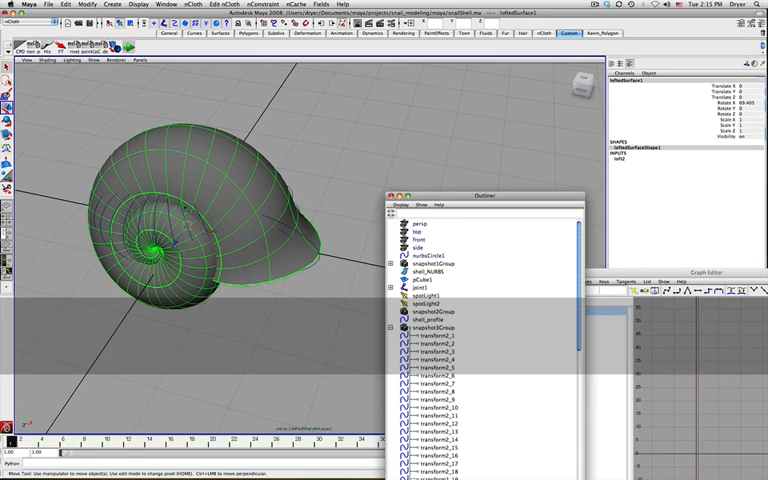 Maya File Edit Modify Create Display Window Assets nCloth Edit nCloth nConstraint nCache Fields Help Tue 2:15 PM Dryer
Autodesk Maya 2008: /Users/dryer/Documents/maya/projects/snail_modeling/maya/snailShell.ma --- loftedSurface1
nCloth
General Curves Surfaces Polygons Subdivs Deformation Animation Dynamics Rendering PaintEffects Toon Fluids Fur Hair nCloth Custom Kevin_Polygon
View Shading Lighting Show Renderer Panels
Channels Object
loftedSurface1
Translate X 0
Translate Y 0
Translate Z 0
Rotate X 69.405
Rotate Y 0
Rotate Z 0
Scale X 1
Scale Y 1
Scale Z 1
Visibility on
SHAPES
loftedSurfaceShape1
INPUTS
loft2
Outliner
Display Show Help
persp
top
front
side
nurbsCircle1
snapshot1Group
shell_NURBS
pCube1
joint1
spotLight1
spotLight2
snapshot2Group
shell_profile
snapshot3Group
transform2_1
transform2_2
transform2_3
transform2_4
transform2_5
transform2_6
transform2_7
transform2_8
transform2_9
transform2_10
transform2_11
transform2_12
transform2_13
transform2_14
transform2_15
transform2_16
transform2_17
transform2_18
Graph Editor
Keys Tangents List Show Help
persp (defaultRenderLayer)
1.00 1.00
Python
Move Tool: Use manipulator to move object(s). Use edit mode to change pivot (HOME). Ctrl+LMB to move perpendicular.